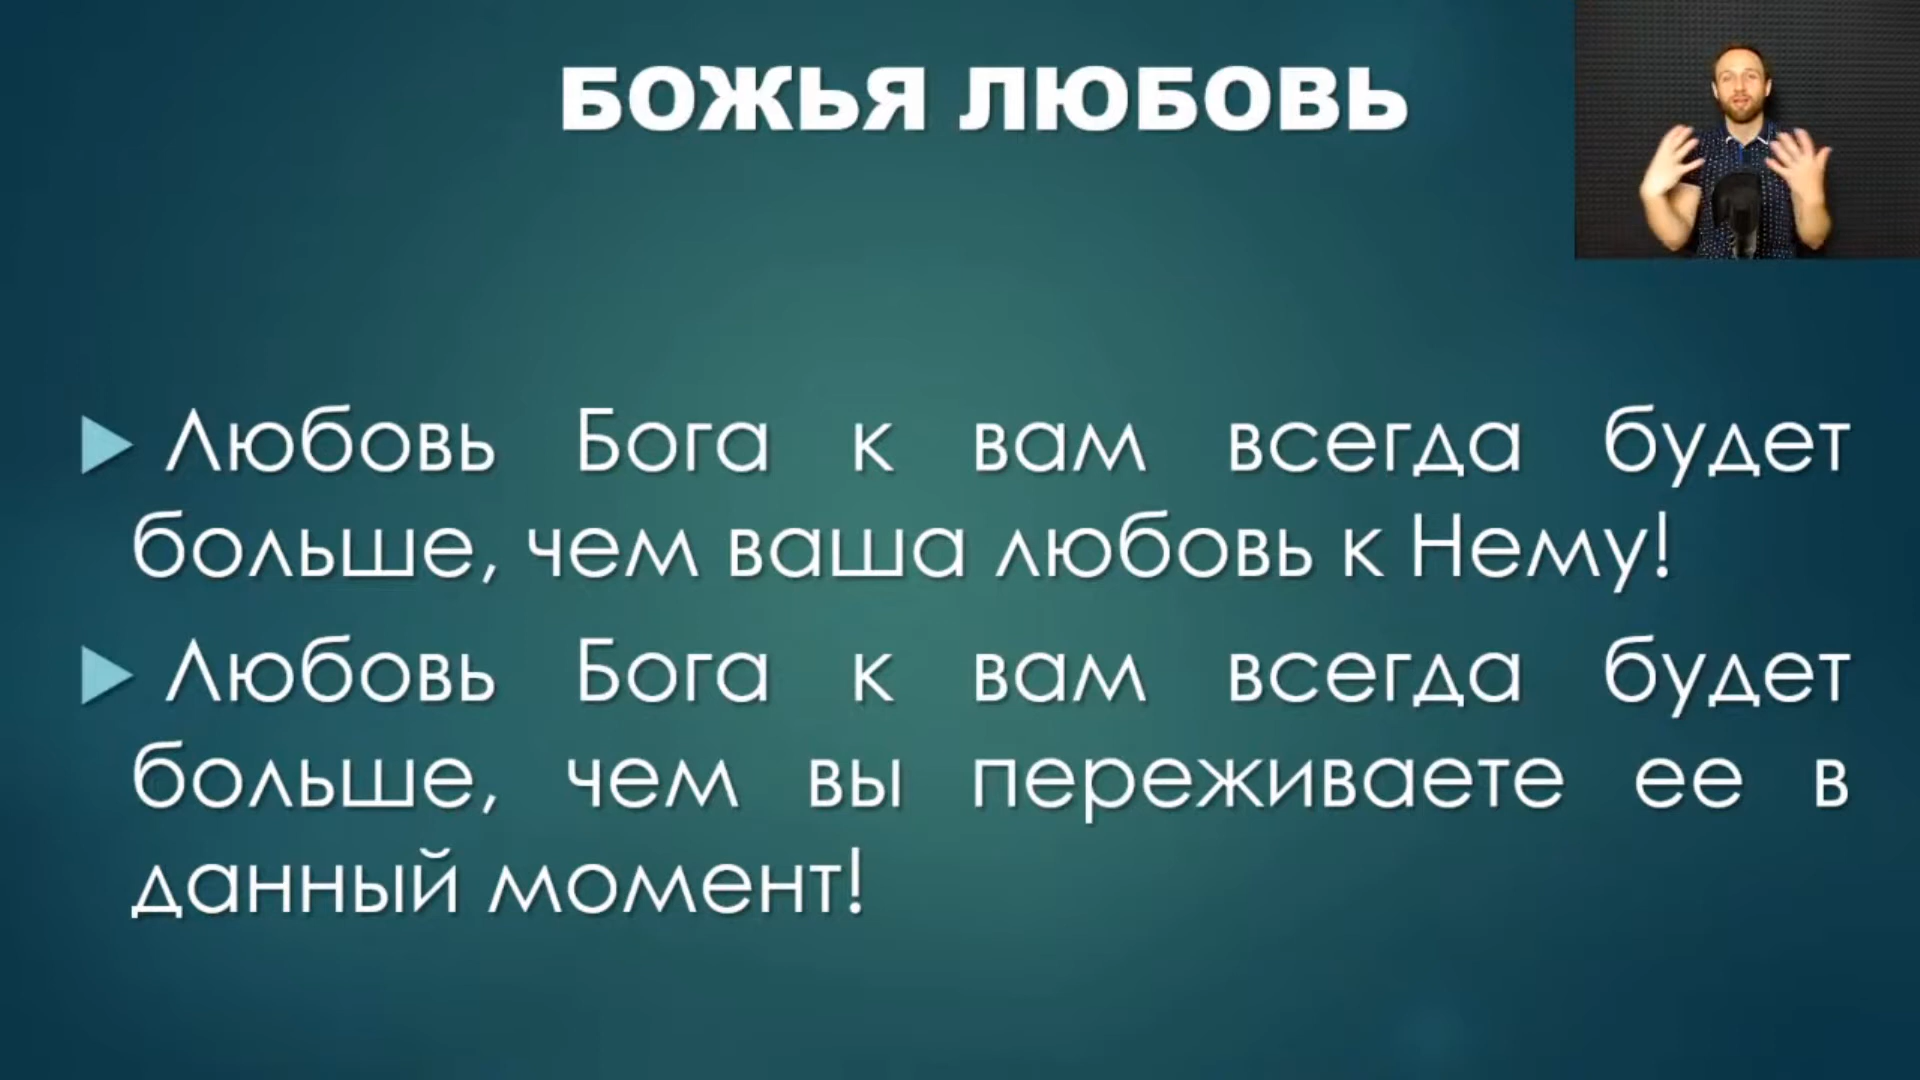 БОЖЬЯ ЛЮБОВЬ
Любовь Бога к вам всегда будет
больше, чем ваша любовь к Нему!
Любовь Бога к вам всегда будет
больше, чем вы переживаете ее в
данный момент!